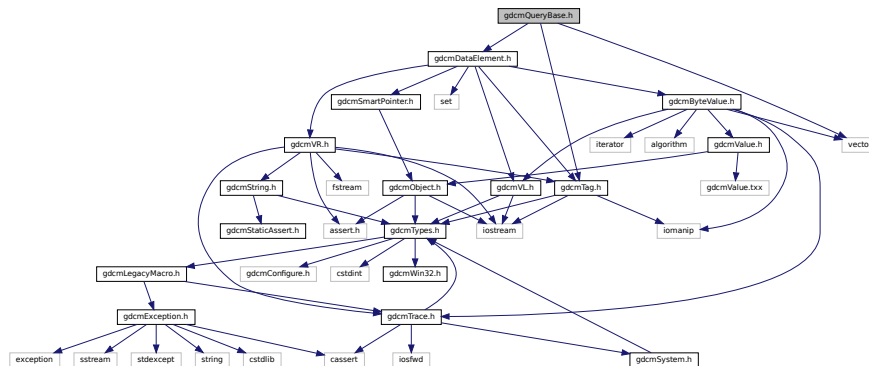 gdcmQueryBase.h
gdcmDataElement.h
gdcmSmartPointer.h
set
gdcmByteValue.h
gdcmVR.h
iterator
algorithm
gdcmValue.h
vector
gdcmString.h
fstream
gdcmObject.h
gdcmVL.h
gdcmTag.h
gdcmValue.txx
gdcmStaticAssert.h
assert.h
gdcmTypes.h
iostream
iomanip
gdcmLegacyMacro.h
gdcmConfigure.h
cstdint
gdcmWin32.h
gdcmException.h
gdcmTrace.h
exception
sstream
stdexcept
string
cstdlib
cassert
iosfwd
gdcmSystem.h